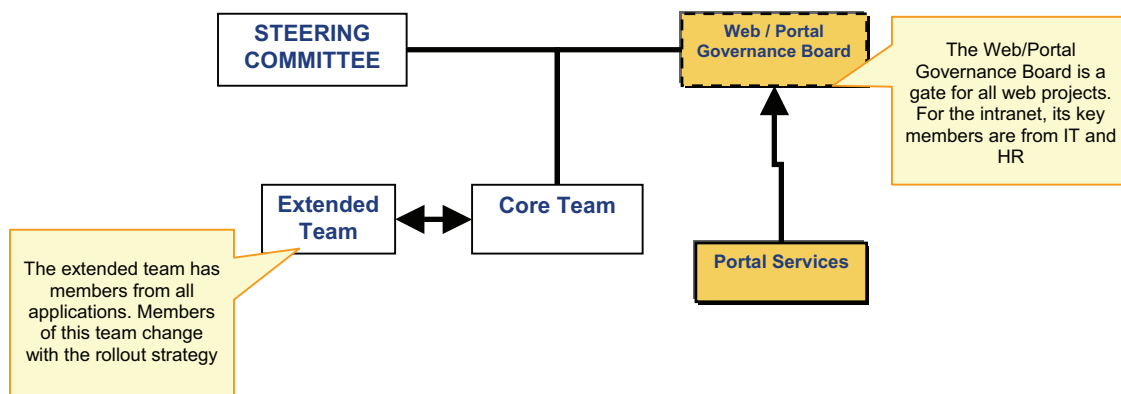 STEERING
COMMITTEE
Web / Portal
Governance Board
The Web/Portal
Governance Board is a
gate for all web projects.
For the intranet, its key
members are from IT and
HR
Extended
Team
Core Team
Portal Services
The extended team has
members from all
applications. Members
of this team change
with the rollout strategy